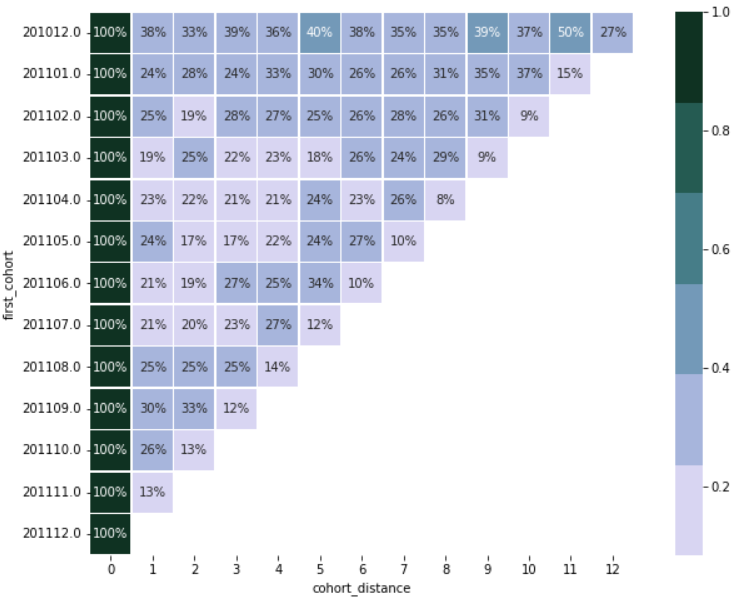 201012.0 100% 38% 33% 39% 36% 40% 38% 35% 35% 39% 37% 50% 27%
201101.0 100% 24% 28% 24% 33% 30% 26% 26% 31% 35% 37% 15%
201102.0 100% 25% 19% 28% 27% 25% 26% 28% 26% 31% 9%
201103.0 100% 19% 25% 22% 23% 18% 26% 24% 29% 9%
201104.0 100% 23% 22% 21% 21% 24% 23% 26% 8%
201105.0 100% 24% 17% 17% 22% 24% 27% 10%
201106.0 100% 21% 19% 27% 25% 34% 10%
201107.0 100% 21% 20% 23% 27% 12%
201108.0 100% 25% 25% 25% 14%
201109.0 100% 30% 33% 12%
201110.0 100% 26% 13%
201111.0 100% 13%
201112.0 100%
0 1 2 3 4 5 6 7 8 9 10 11 12
cohort_distance
first_cohort
1.0
0.8
0.6
0.4
0.2